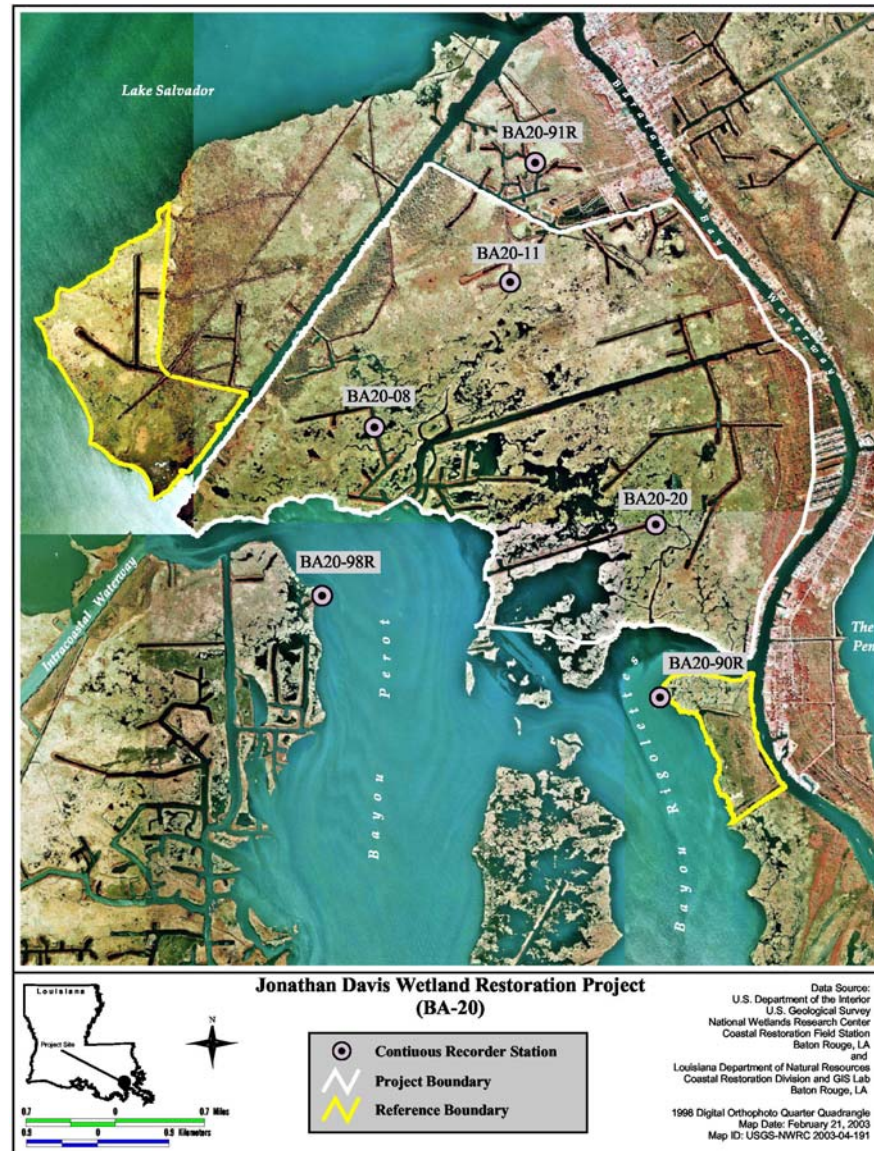 Lake Salvador
Barataria Bay Waterway
BA20-91R
BA20-11
BA20-08
BA20-20
BA20-98R
BA20-90R
Intracoastal Waterway
Bayou Perot
Bayou Rigolettes
The
Pen
Jonathan Davis Wetland Restoration Project
(BA-20)
Louisiana
Project Site
N
0.7 0 0.7 Miles
0.5 0 0.5 Kilometers
Contiuous Recorder Station
Project Boundary
Reference Boundary
Data Source:
U.S. Department of the Interior
U.S. Geological Survey
National Wetlands Research Center
Coastal Restoration Field Station
Baton Rouge, LA
and
Louisiana Department of Natural Resources
Coastal Restoration Division and GIS Lab
Baton Rouge, LA
1998 Digital Orthophoto Quarter Quadrangle
Map Date: February 21, 2003
Map ID: USGS-NWRC 2003-04-191